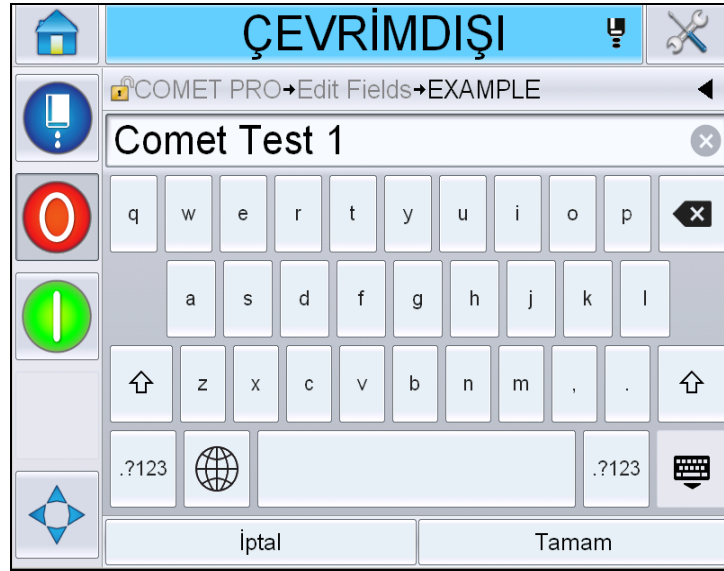 ÇEVRİMDIŞI
COMET PRO→Edit Fields→EXAMPLE
Comet Test 1
q w e r t y u i o p
a s d f g h j k l
z x c v b n m , .
.?123 .?123
İptal Tamam